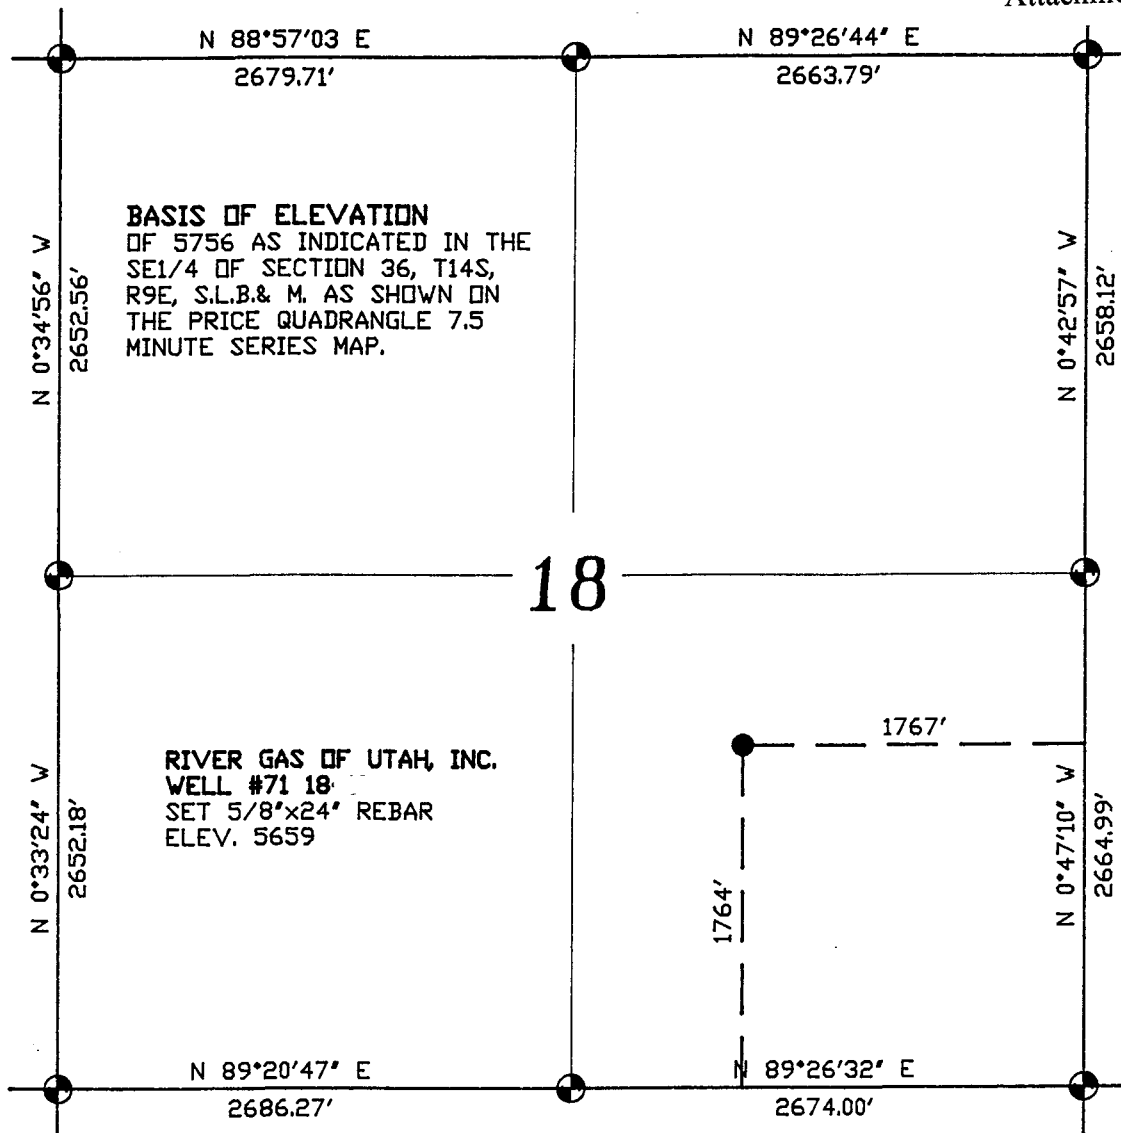 N 88°57'03 E
2679.71'
N 89°26'44" E
2663.79'
BASIS OF ELEVATION
OF 5756 AS INDICATED IN THE
SE1/4 OF SECTION 36, T14S,
R9E, S.L.B.& M. AS SHOWN ON
THE PRICE QUADRANGLE 7.5
MINUTE SERIES MAP.
N 0°34'56" W
2652.56'
N 0°42'57" W
2658.12'
18
RIVER GAS OF UTAH, INC.
WELL #71 18
SET 5/8"x24" REBAR
ELEV. 5659
N 0°33'24" W
2652.18'
1767'
1764'
N 0°47'10" W
2664.99'
N 89°20'47" E
2686.27'
N 89°26'32" E
2674.00'